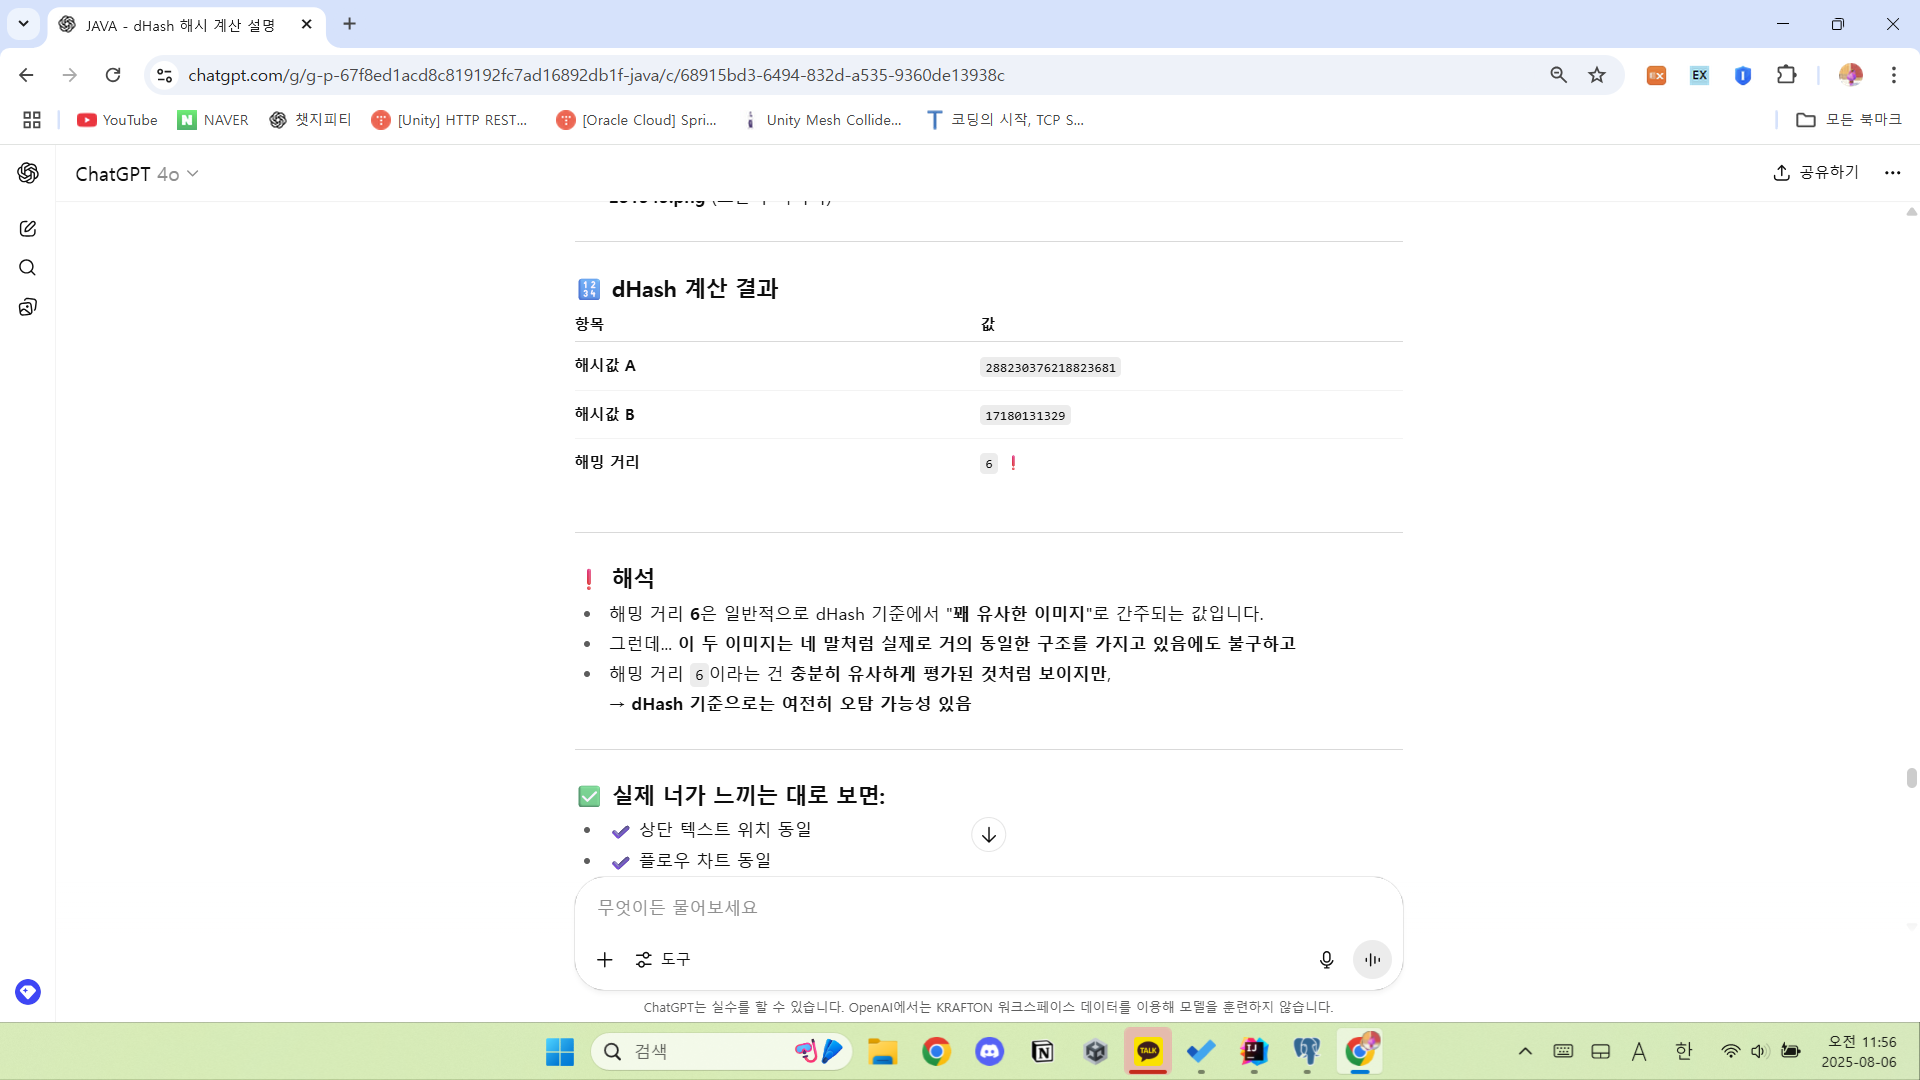 JAVA - dHash 해시 계산 설명
chatgpt.com/g/g-p-67f8ed1acd8c819192fc7ad16892db1f-java/c/68915bd3-6494-832d-a535-9360de13938c
YouTube
NAVER
챗지피티
[Unity] HTTP REST...
[Oracle Cloud] Spri...
Unity Mesh Collide...
코딩의 시작, TCP S...
모든 북마크
ChatGPT 4o
공유하기
dHash 계산 결과
항목 값
해시값 A 288230376218823681
해시값 B 17180131329
해밍 거리 6 ❗
❗ 해석
해밍 거리 6은 일반적으로 dHash 기준에서 "꽤 유사한 이미지"로 간주되는 값입니다.
그런데... 이 두 이미지는 네 말처럼 실제로 거의 동일한 구조를 가지고 있음에도 불구하고
해밍 거리 6이라는 건 충분히 유사하게 평가된 것처럼 보이지만,
→ dHash 기준으로는 여전히 오탐 가능성 있음
✅ 실제 너가 느끼는 대로 보면:
✔ 상단 텍스트 위치 동일
✔ 플로우 차트 동일
무엇이든 물어보세요
도구
ChatGPT는 실수를 할 수 있습니다. OpenAI에서는 KRAFTON 워크스페이스 데이터를 이용해 모델을 훈련하지 않습니다.
검색
TALK
A
한
오전 11:56
2025-08-06